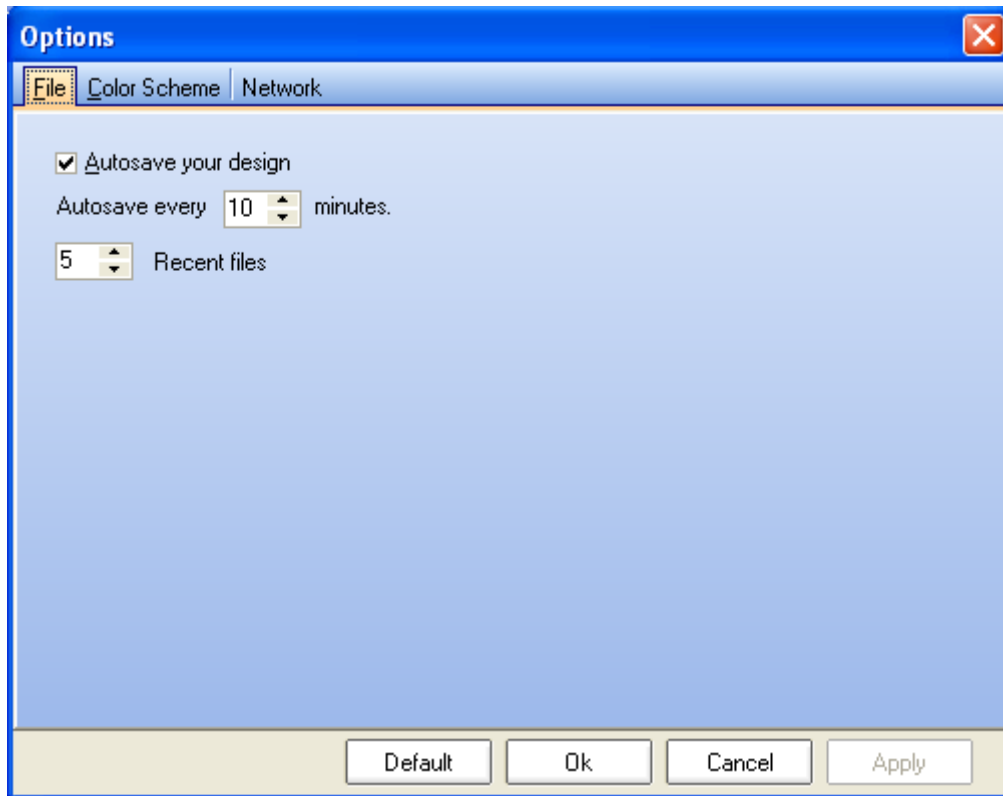 Options
File Color Scheme Network
Autosave your design
Autosave every 10 minutes.
5 Recent files
Default Ok Cancel Apply